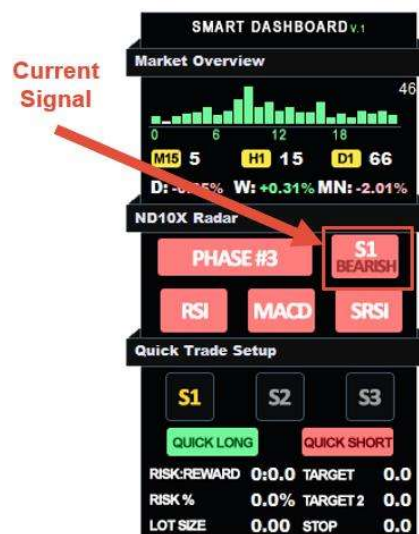 SMART DASHBOARD V.1
Market Overview
Current
Signal
46
0 6 12 18
M15 5 H1 15 D1 66
W: +0.31% MN: -2.01%
ND10X Radar
PHASE #3 S1
BEARISH
RSI MACD SRSI
Quick Trade Setup
S1 S2 S3
QUICK LONG QUICK SHORT
RISK:REWARD 0:0.0 TARGET 0.0
RISK % 0.0% TARGET 2 0.0
LOT SIZE 0.00 STOP 0.0